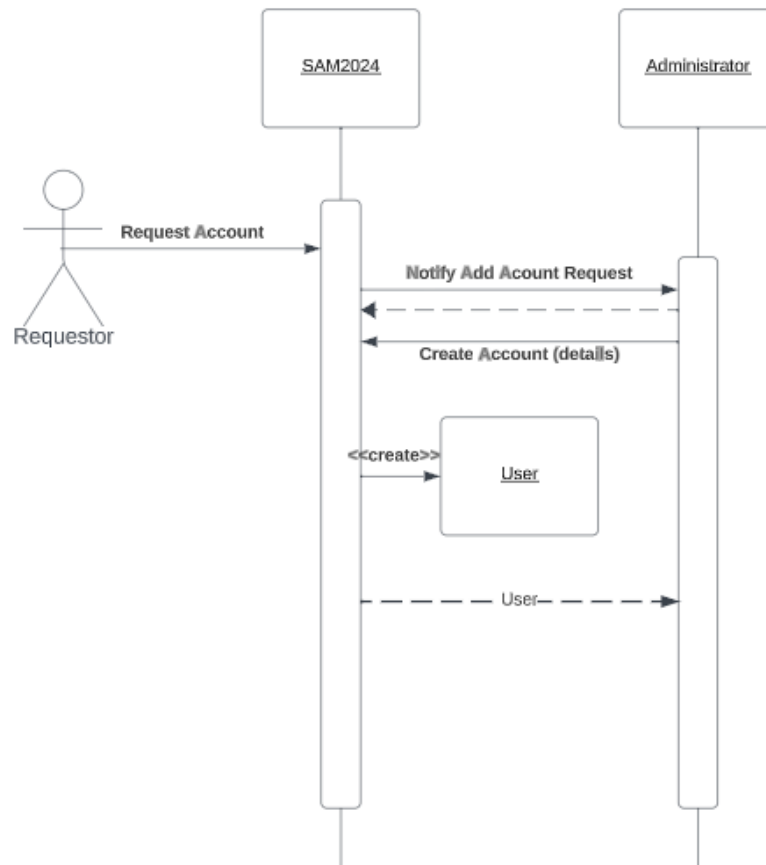 SAM2024
Administrator
Request Account
Notify Add Acount Request
Requestor
Create Account (details)
<<create>>
User
User